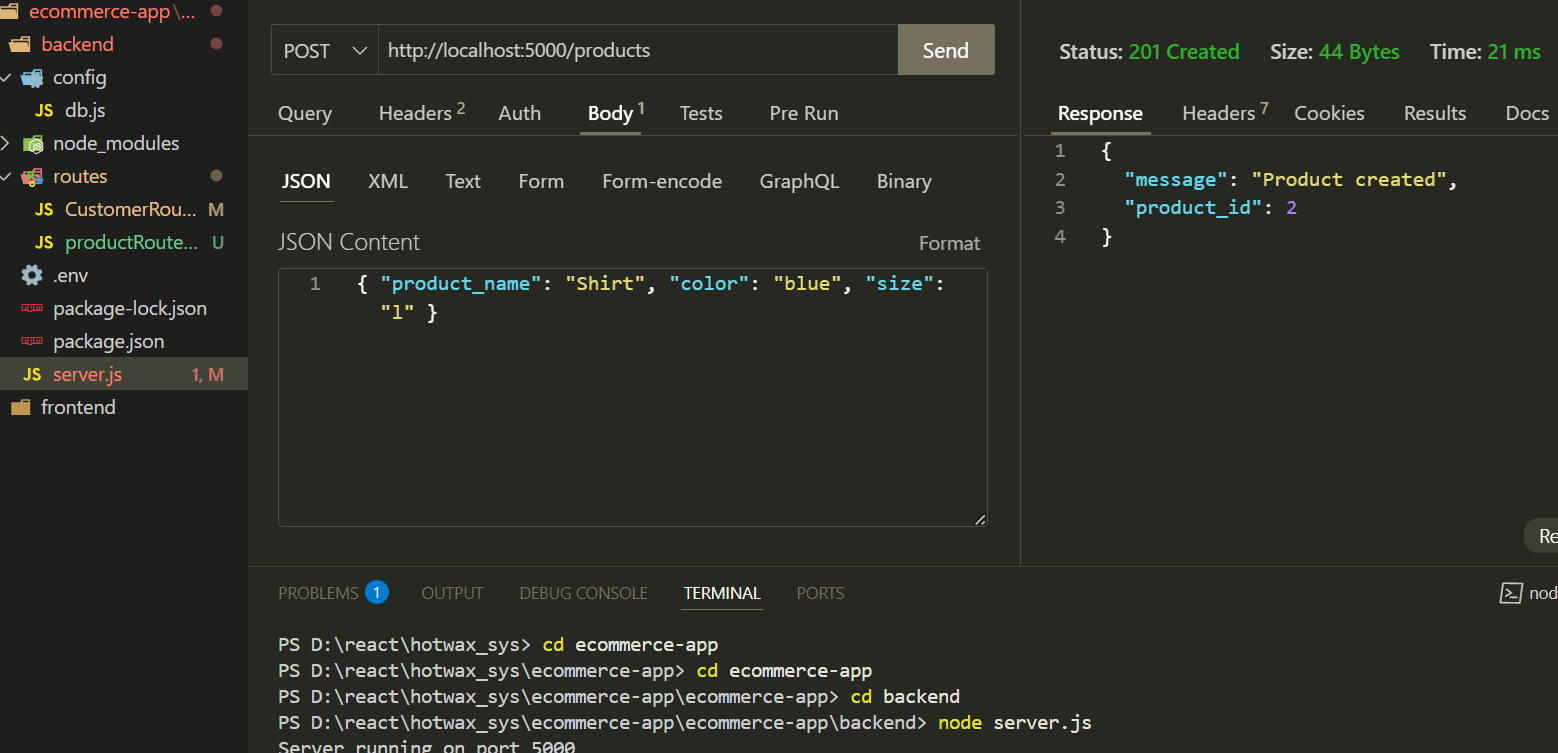 ecommerce-app\...
backend
config
JS db.js
node_modules
routes
JS CustomerRou... M
JS productRoute... U
.env
package-lock.json
package.json
JS server.js 1, M
frontend
POST http://localhost:5000/products Send
Query Headers 2 Auth Body 1 Tests Pre Run
JSON XML Text Form Form-encode GraphQL Binary
JSON Content Format
1 { "product_name": "Shirt", "color": "blue", "size":
"l" }
Status: 201 Created Size: 44 Bytes Time: 21 ms
Response Headers 7 Cookies Results Docs
1 {
2 "message": "Product created",
3 "product_id": 2
4 }
Re
PROBLEMS 1 OUTPUT DEBUG CONSOLE TERMINAL PORTS
nod
PS D:\react\hotwax_sys> cd ecommerce-app
PS D:\react\hotwax_sys\ecommerce-app> cd ecommerce-app
PS D:\react\hotwax_sys\ecommerce-app\ecommerce-app> cd backend
PS D:\react\hotwax_sys\ecommerce-app\ecommerce-app\backend> node server.js
Server running on port 5000